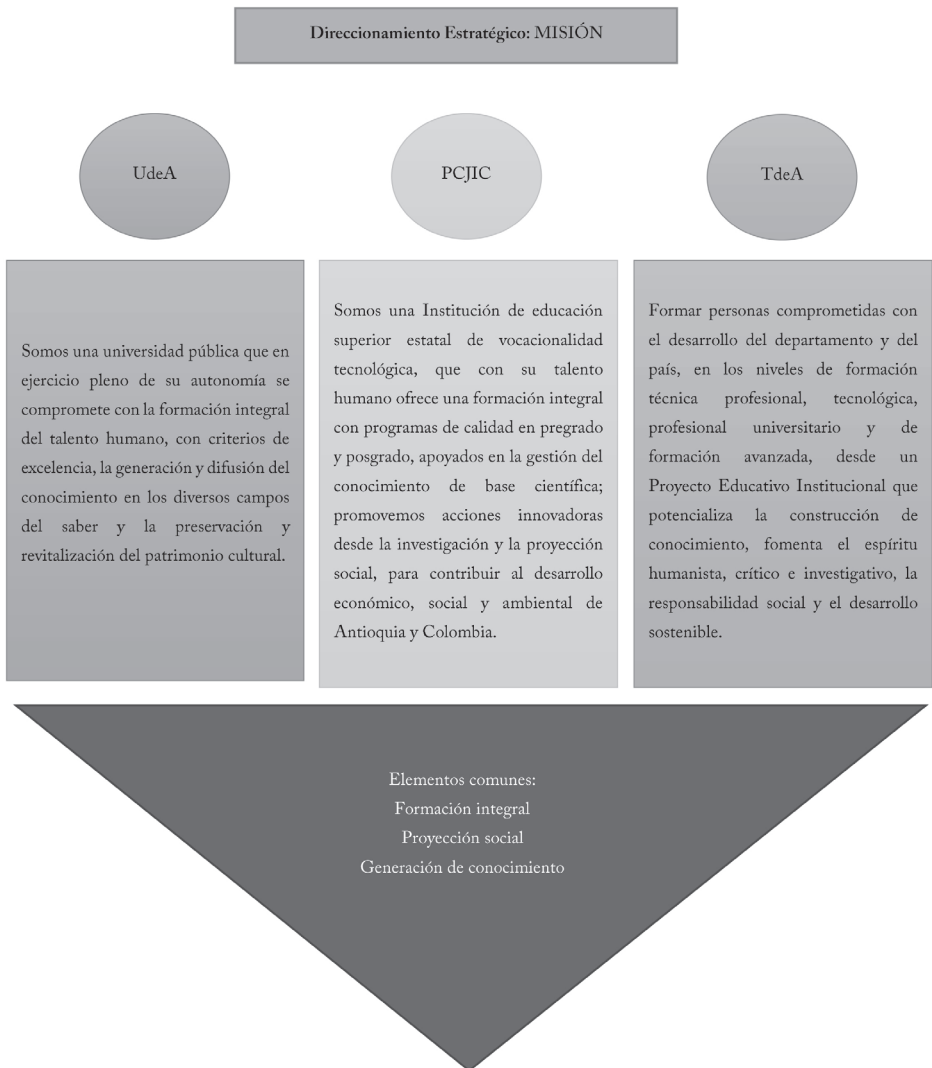 Direccionamiento Estratégico: MISIÓN
UdeA
PCJIC
TdeA
Somos una universidad pública que en
ejercicio pleno de su autonomía se
compromete con la formación integral
del talento humano, con criterios de
excelencia, la generación y difusión del
conocimiento en los diversos campos
del saber y la preservación y
revitalización del patrimonio cultural.
Somos una Institución de educación
superior estatal de vocacionalidad
tecnológica, que con su talento
humano ofrece una formación integral
con programas de calidad en pregrado
y posgrado, apoyados en la gestión del
conocimiento de base científica;
promovemos acciones innovadoras
desde la investigación y la proyección
social, para contribuir al desarrollo
económico, social y ambiental de
Antioquia y Colombia.
Formar personas comprometidas con
el desarrollo del departamento y del
país, en los niveles de formación
técnica profesional, tecnológica,
profesional universitario y de
formación avanzada, desde un
Proyecto Educativo Institucional que
potencializa la construcción de
conocimiento, fomenta el espíritu
humanista, crítico e investigativo, la
responsabilidad social y el desarrollo
sostenible.
Elementos comunes:
Formación integral
Proyección social
Generación de conocimiento